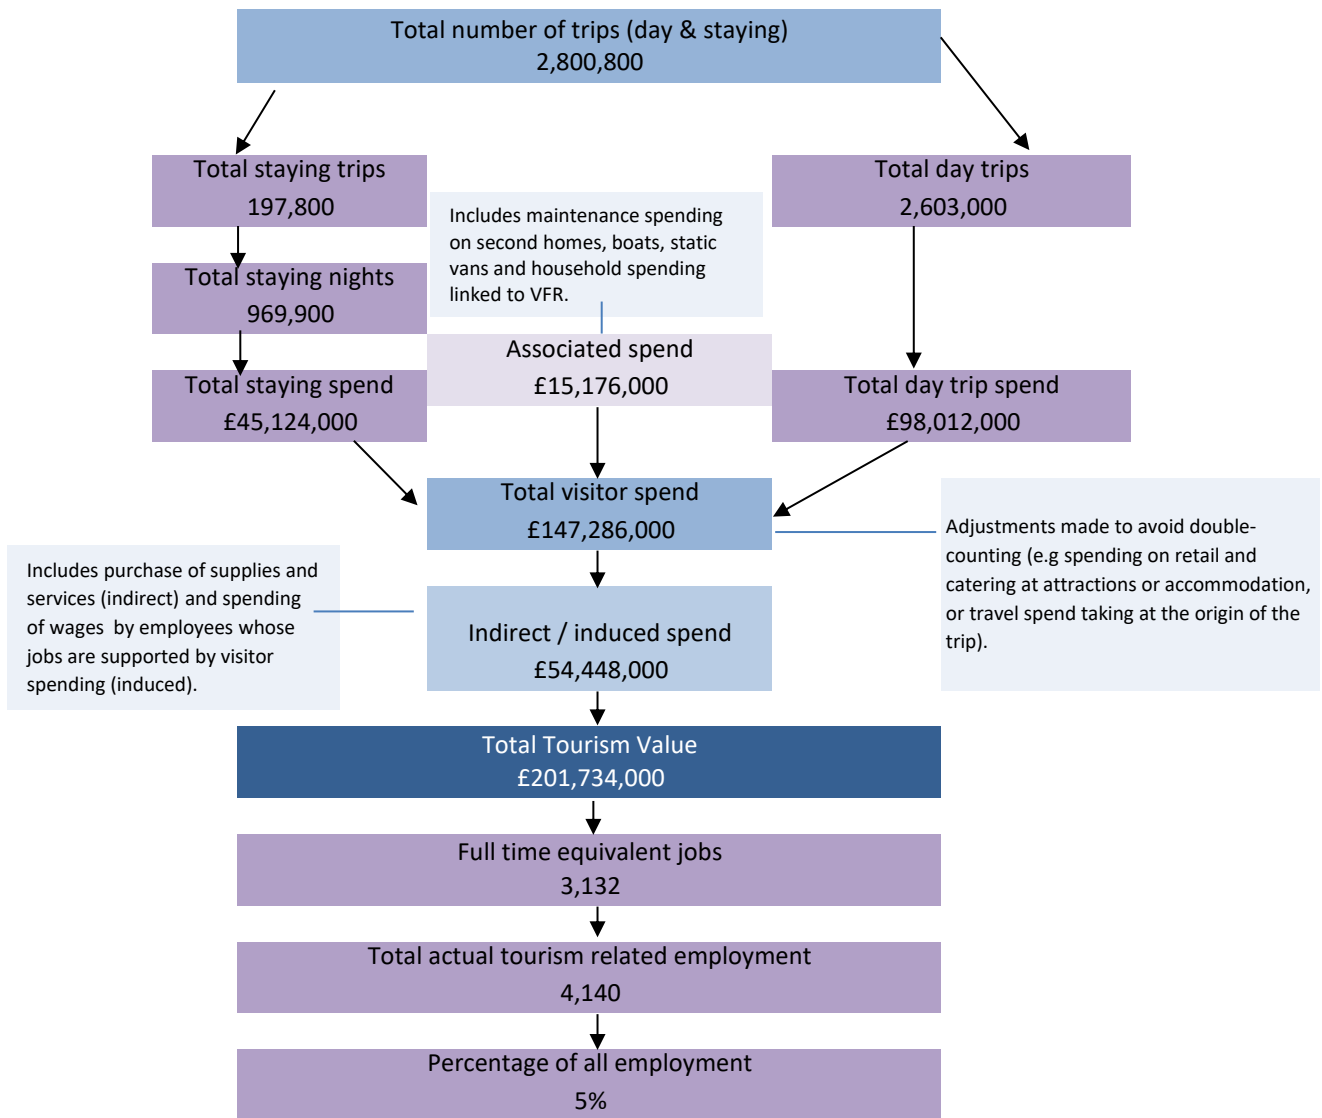 Total number of trips (day & staying)
2,800,800
Total staying trips
197,800
Total day trips
2,603,000
Includes maintenance spending
on second homes, boats, static
vans and household spending
linked to VFR.
Total staying nights
969,900
Associated spend
£15,176,000
Total staying spend
£45,124,000
Total day trip spend
£98,012,000
Total visitor spend
£147,286,000
Adjustments made to avoid double-
counting (e.g spending on retail and
catering at attractions or accommodation,
or travel spend taking at the origin of the
trip).
Includes purchase of supplies and
services (indirect) and spending
of wages by employees whose
jobs are supported by visitor
spending (induced).
Indirect / induced spend
£54,448,000
Total Tourism Value
£201,734,000
Full time equivalent jobs
3,132
Total actual tourism related employment
4,140
Percentage of all employment
5%